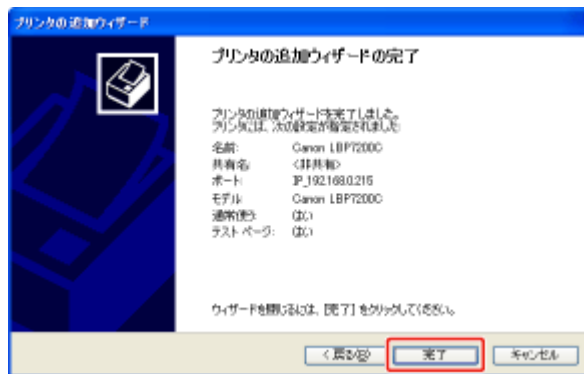 プリンタの追加ウィザード
プリンタの追加ウィザードの完了
プリンタの追加ウィザードを完了しました。
プリンタには、次の設定が指定されました:
名前: Canon LBP7200C
共有名: <非共有>
ポート: IP_192.168.0.215
モデル: Canon LBP7200C
通常使う: はい
テスト ページ: はい
ウィザードを閉じるには、[完了] をクリックしてください。
< 戻る(B)
完了
キャンセル